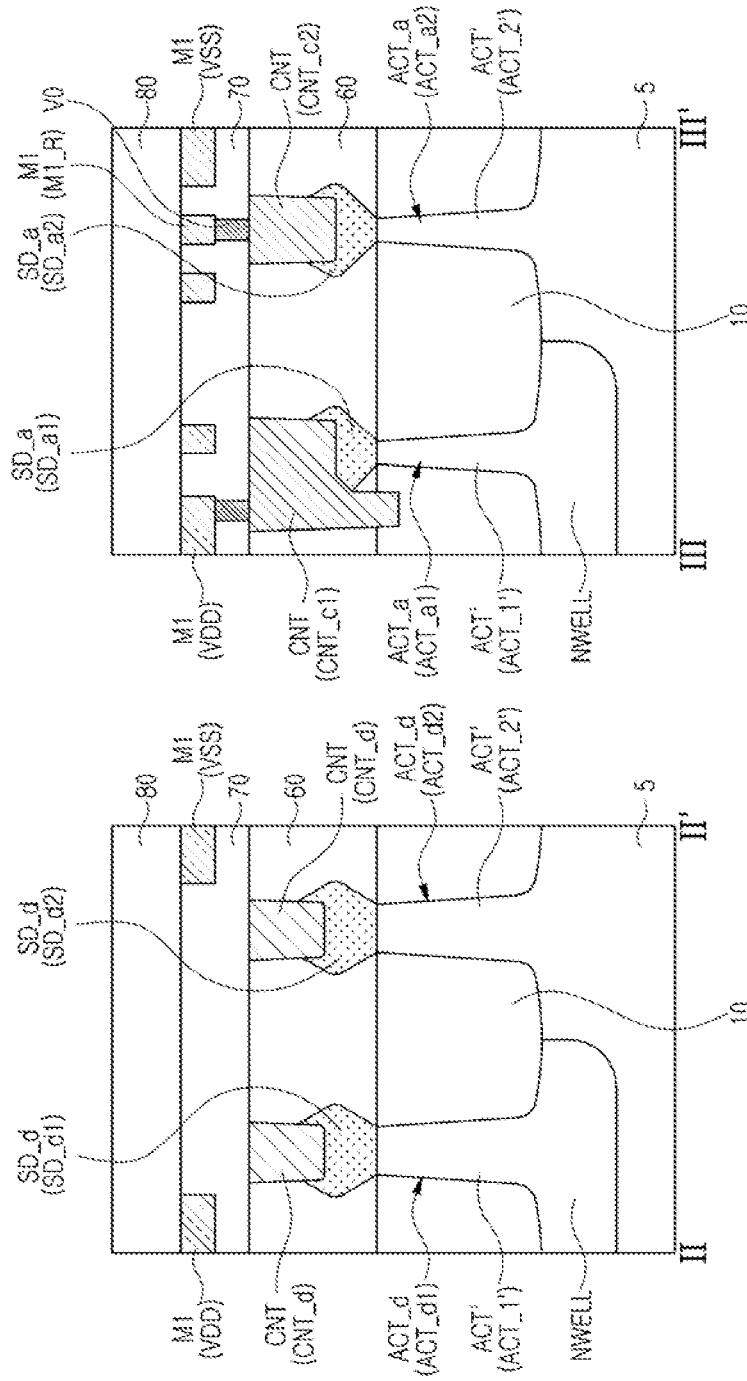 M1
(VDD)
SD_d
(SD_d1)
SD_d
(SD_d2)
M1
(VSS)
80
70
60
CNT
(CNT_d)
CNT
(CNT_d)
ACT_d
(ACT_d1)
ACT'
(ACT_1')
NWELL
ACT_d
(ACT_d2)
ACT'
(ACT_2')
5
10
II
II'
M1
(VDD)
SD_a
(SD_a1)
SD_a
(SD_a2)
M1
(M1_R)
V0
M1
(VSS)
80
70
60
CNT
(CNT_c1)
CNT
(CNT_c2)
ACT_a
(ACT_a1)
ACT'
(ACT_1')
NWELL
ACT_a
(ACT_a2)
ACT'
(ACT_2')
5
10
III
III'